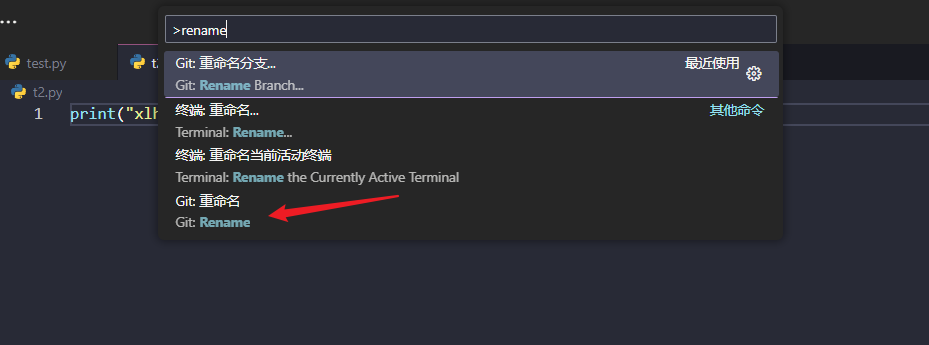 >rename
Git: 重命名分支... 最近使用
Git: Rename Branch...
test.py
t2.py
1 print("xlh
终端: 重命名... 其他命令
Terminal: Rename...
终端: 重命名当前活动终端
Terminal: Rename the Currently Active Terminal
Git: 重命名
Git: Rename